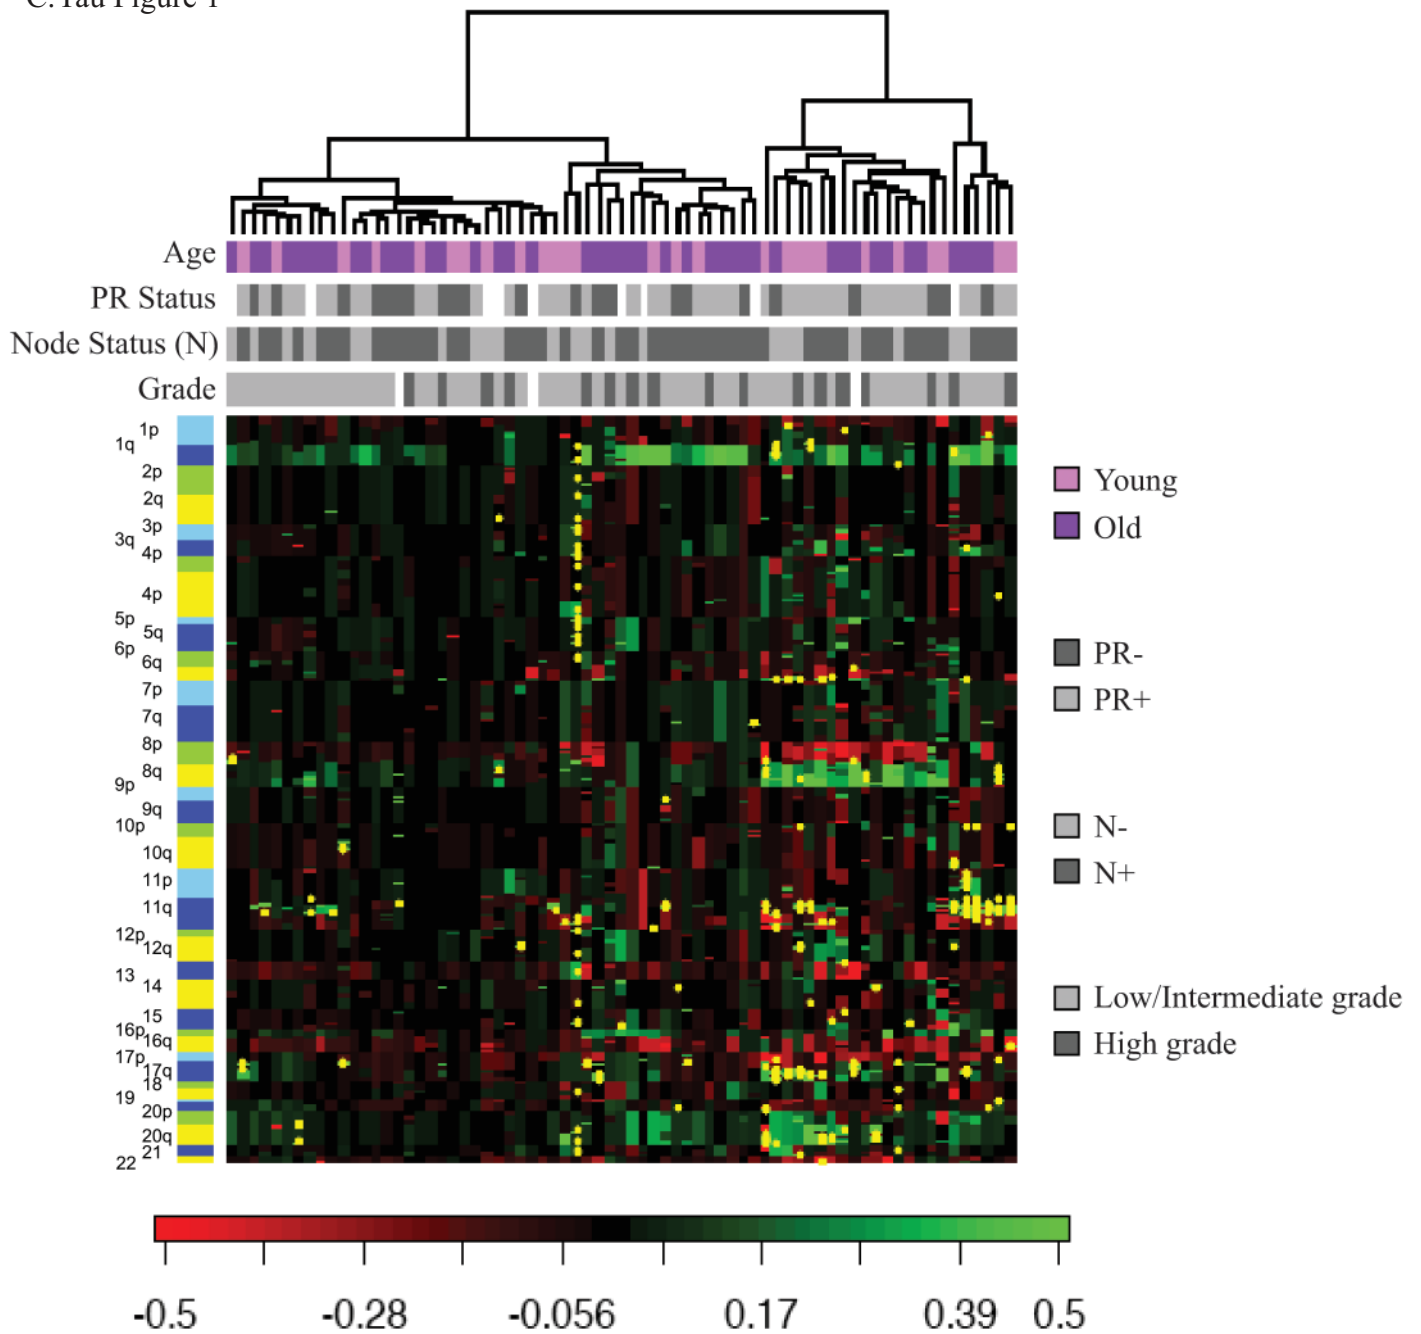 C. Yau Figure 1
Age
PR Status
Node Status (N)
Grade
1p
1q
2p
2q
3p
3q
4p
4p
5p
5q
6p
6q
7p
7q
8p
8q
9p
9q
10p
10q
11p
11q
12p
12q
13
14
15
16p
16q
17p
17q
18
19
20p
20q
21
22
Young
Old
PR-
PR+
N-
N+
Low/Intermediate grade
High grade
-0.5 -0.28 -0.056 0.17 0.39 0.5